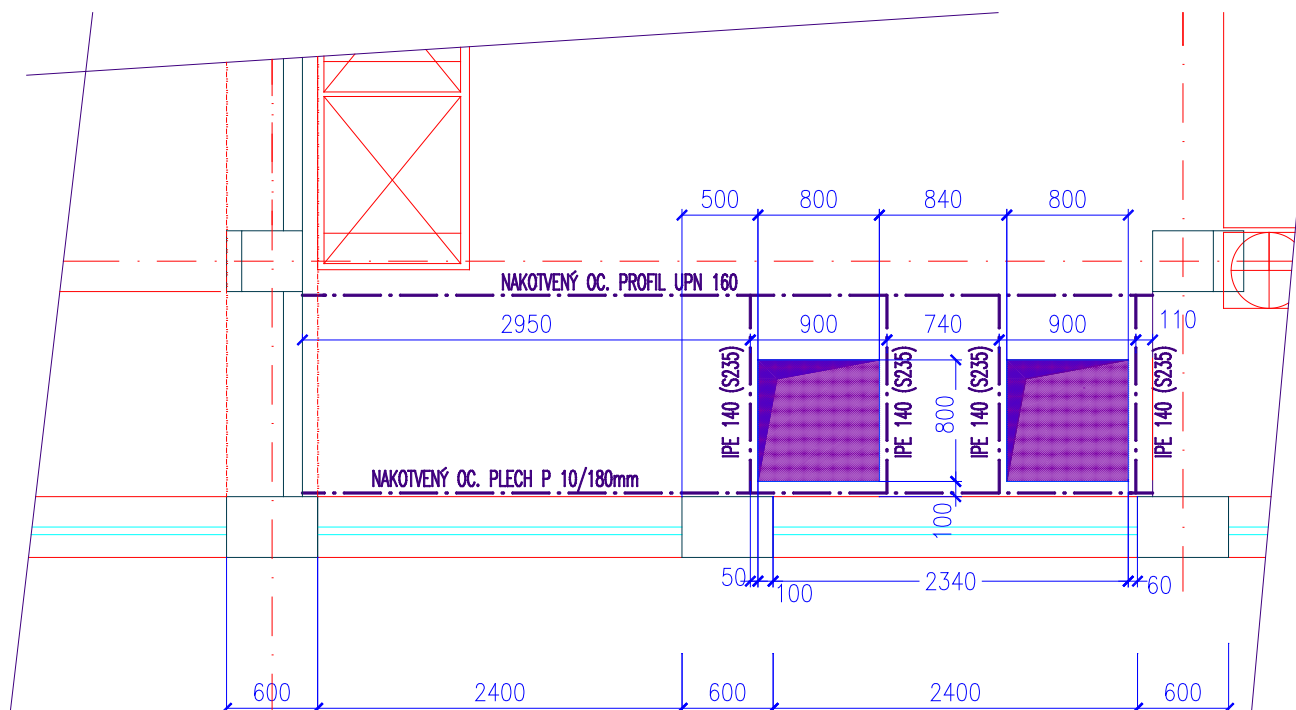 500 800 840 800
NAKOTVENÝ OC. PROFIL UPN 160
2950 900 740 900 110
IPE 140 (S235)
IPE 140 (S235)
IPE 140 (S235)
IPE 140 (S235)
800
NAKOTVENÝ OC. PLECH P 10/180mm
100
50 100 2340 60
600 2400 600 2400 600